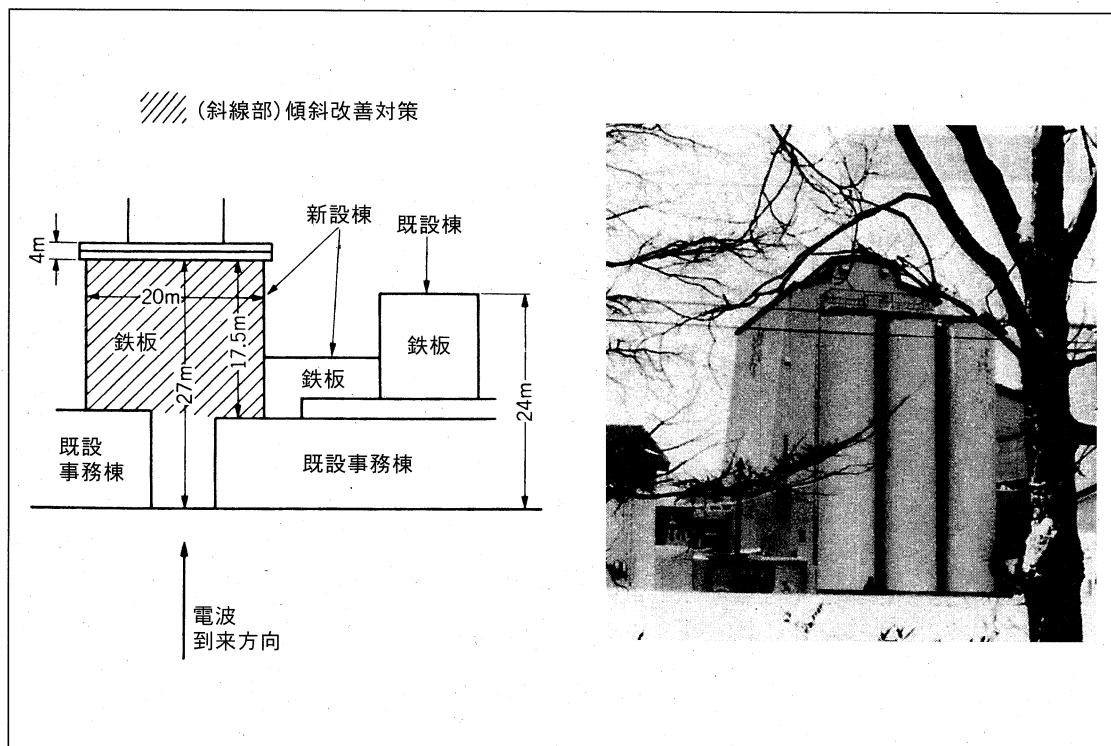 (斜線部)傾斜改善対策
新設棟
既設棟
4m
20m
鉄板
27m
17.5m
鉄板
鉄板
24m
既設
事務棟
既設事務棟
電波
到来方向